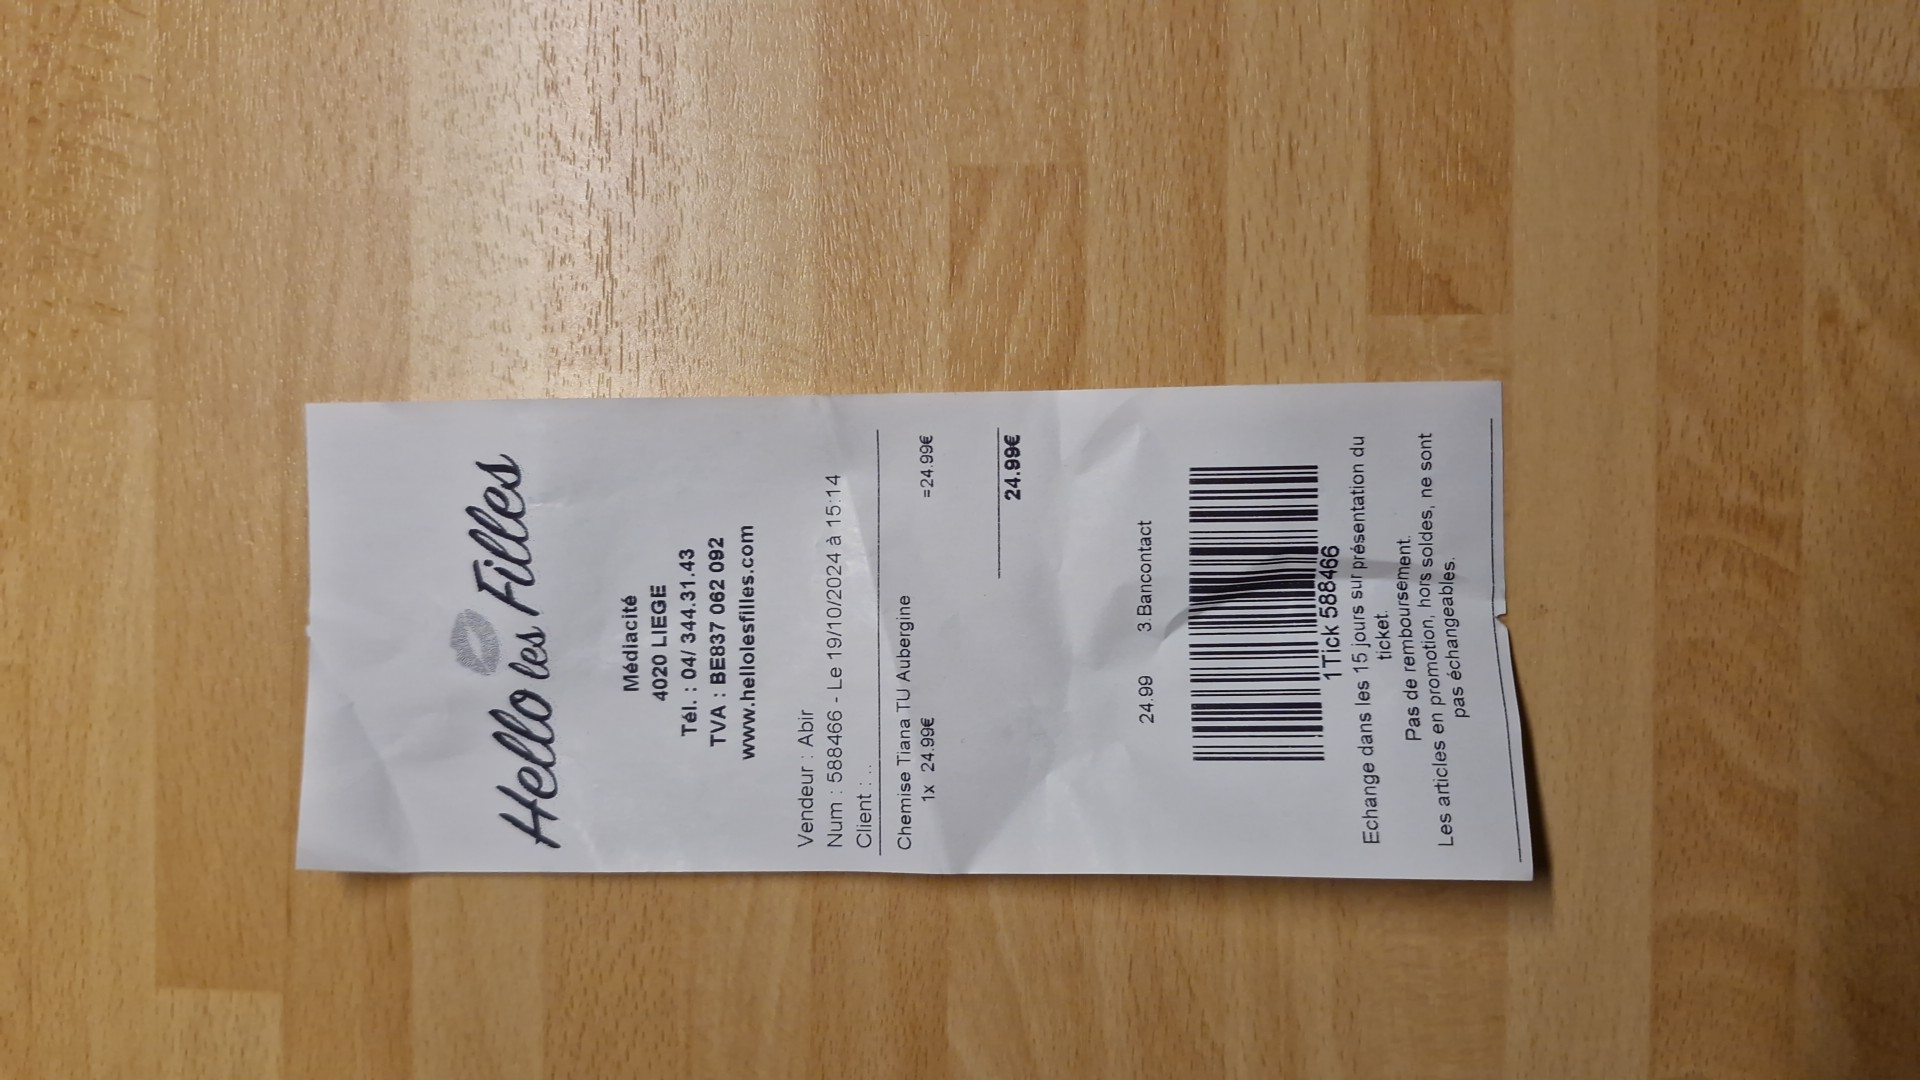 Hello les Filles
Médiacité
4020 LIEGE
Tél. : 04/ 344.31.43
TVA : BE837 062 092
www.hellolesfilles.com
Vendeur : Abir
Num : 588466 - Le 19/10/2024 à 15:14
Client : ..
Chemise Tiana TU Aubergine
1x 24.99€ =24.99€
24.99€
24.99 3.Bancontact
1Tick 588466
Echange dans les 15 jours sur présentation du
ticket.
Pas de remboursement.
Les articles en promotion, hors soldes, ne sont
pas échangeables.